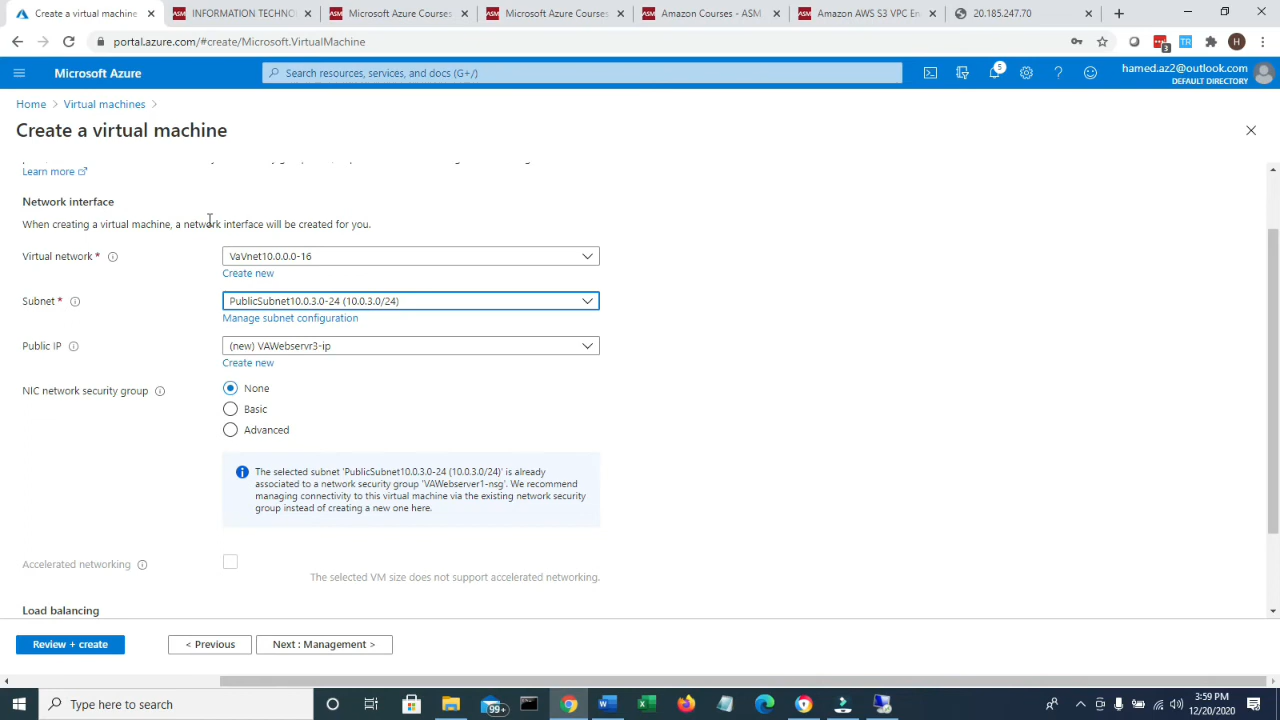 Create a virtual machine
INFORMATION TECHNO
Microsoft Azure Courses
Microsoft Azure Courses
Amazon Courses - ASM
Amazon AWS - VPC En
20.185.247.70
portal.azure.com/#create/Microsoft.VirtualMachine
3
TR
H
Microsoft Azure
Search resources, services, and docs (G+/)
5
hamed.az2@outlook.com
DEFAULT DIRECTORY
Home > Virtual machines >
Create a virtual machine
Learn more
Network interface
When creating a virtual machine, a network interface will be created for you.
Virtual network *
VaVnet10.0.0.0-16
Create new
Subnet *
PublicSubnet10.0.3.0-24 (10.0.3.0/24)
Manage subnet configuration
Public IP
(new) VAWebservr3-ip
Create new
NIC network security group
None
Basic
Advanced
The selected subnet 'PublicSubnet10.0.3.0-24 (10.0.3.0/24)' is already
associated to a network security group 'VAWebserver1-nsg'. We recommend
managing connectivity to this virtual machine via the existing network security
group instead of creating a new one here.
Accelerated networking
The selected VM size does not support accelerated networking.
Load balancing
Review + create
< Previous
Next : Management >
Type here to search
99+
3:59 PM
12/20/2020